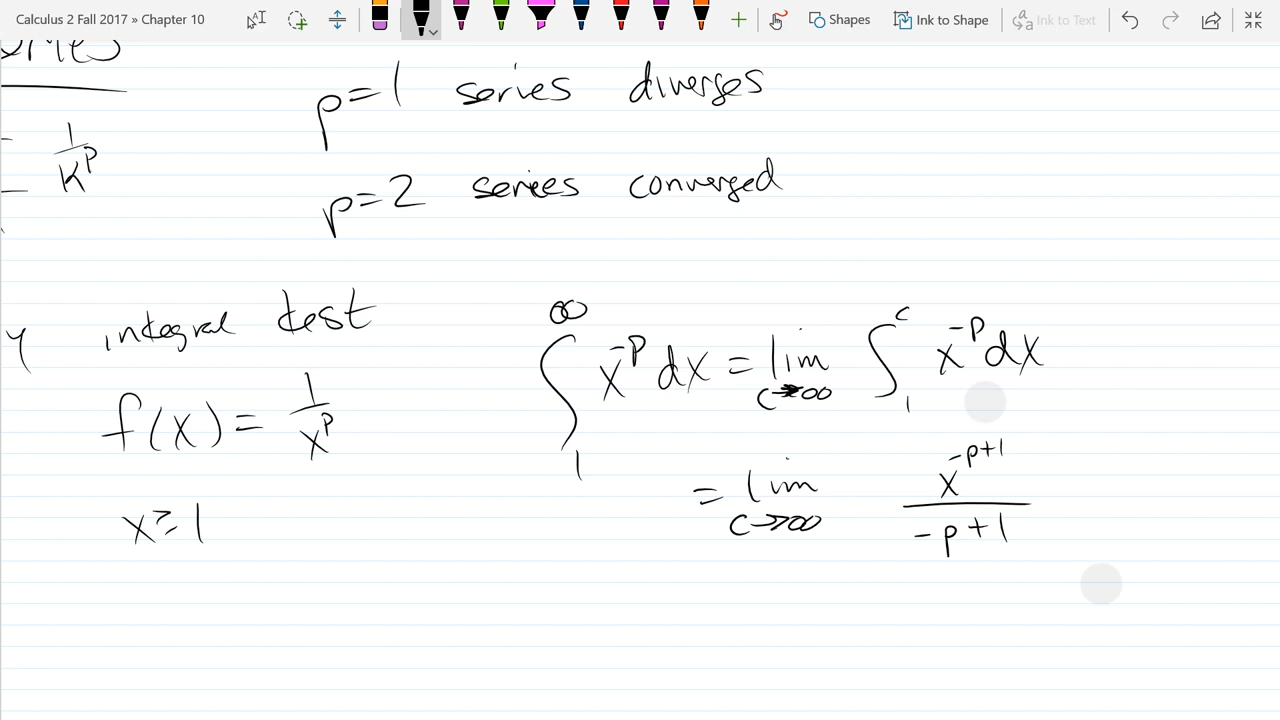 Calculus 2 Fall 2017 » Chapter 10
Shapes
Ink to Shape
Ink to Text
p=1 series diverges
1/K^p
p=2 series converged
integral test
f(x) = 1/x^p
x≥1
∫_1^∞ x^-p dx = lim_{c→∞} ∫_1^c x^-p dx
= lim_{c→∞} x^{-p+1}/(-p+1)